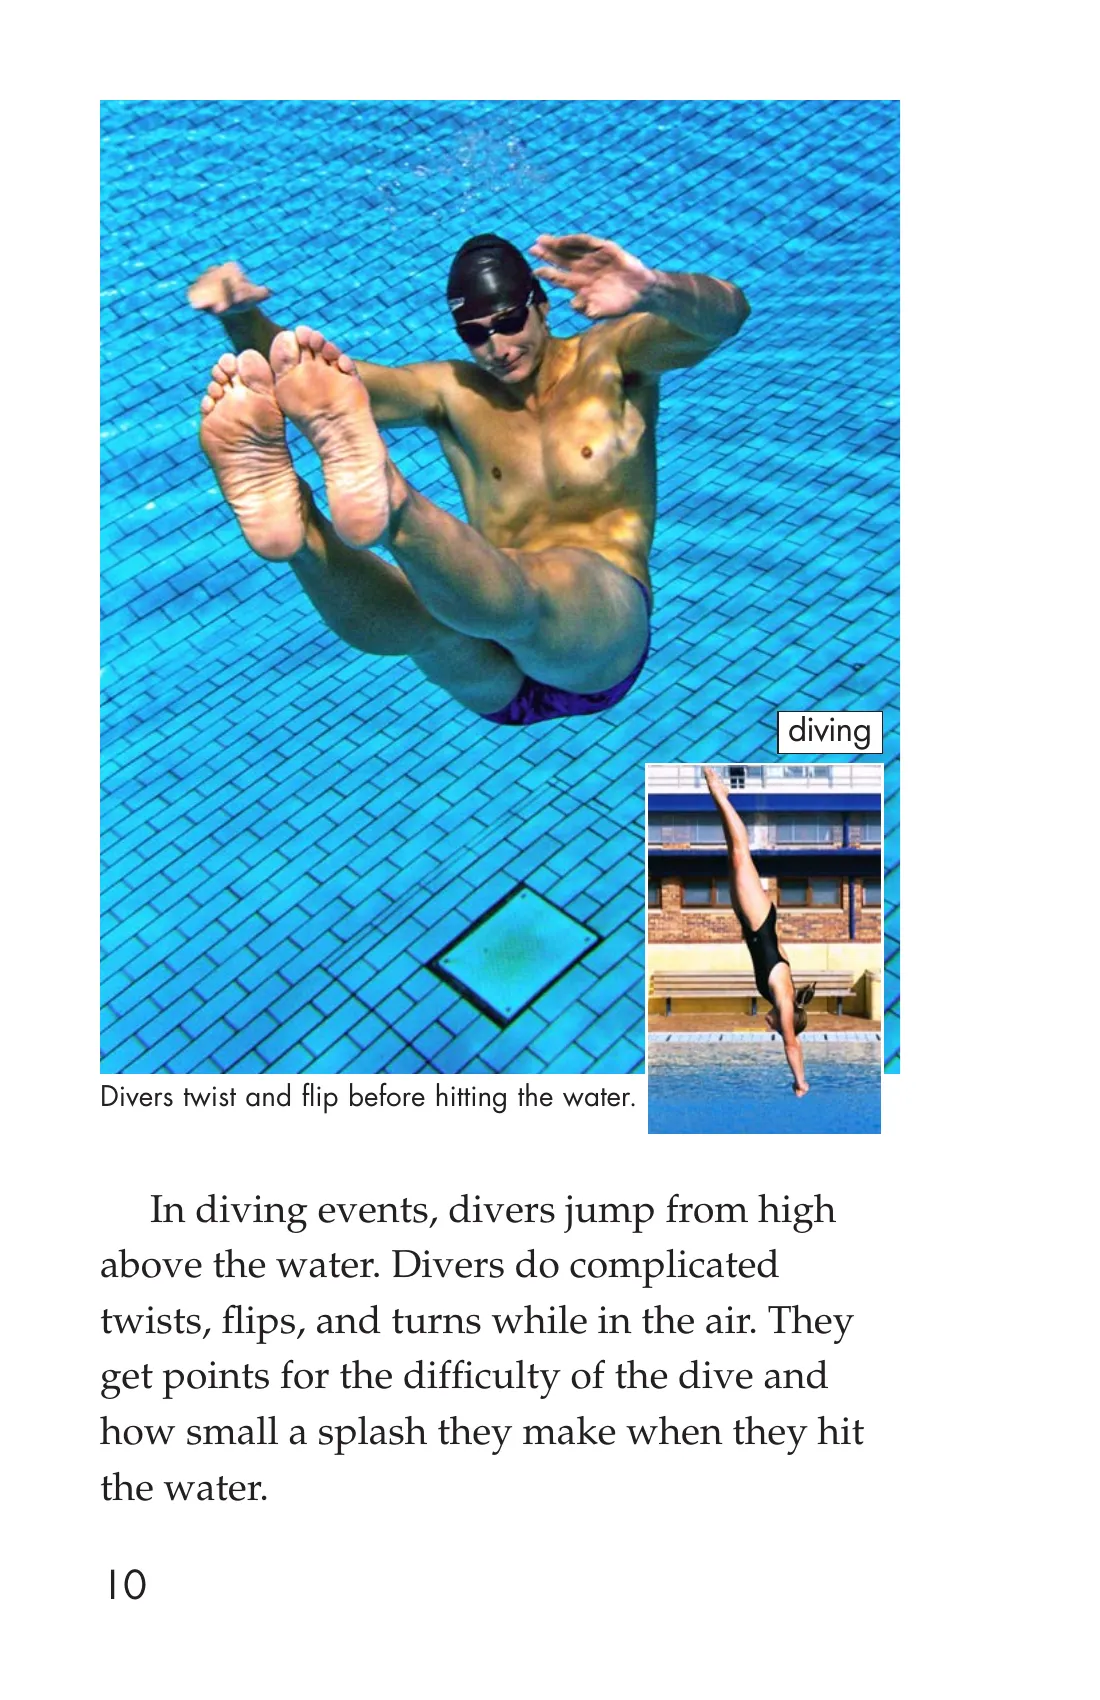 diving
Divers twist and flip before hitting the water.
In diving events, divers jump from high
above the water. Divers do complicated
twists, flips, and turns while in the air. They
get points for the difficulty of the dive and
how small a splash they make when they hit
the water.
10